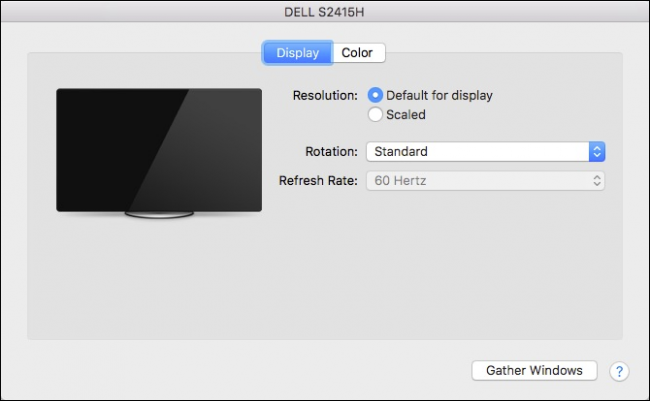 DELL S2415H
Display Color
Resolution: Default for display
Scaled
Rotation: Standard
Refresh Rate: 60 Hertz
Gather Windows ?